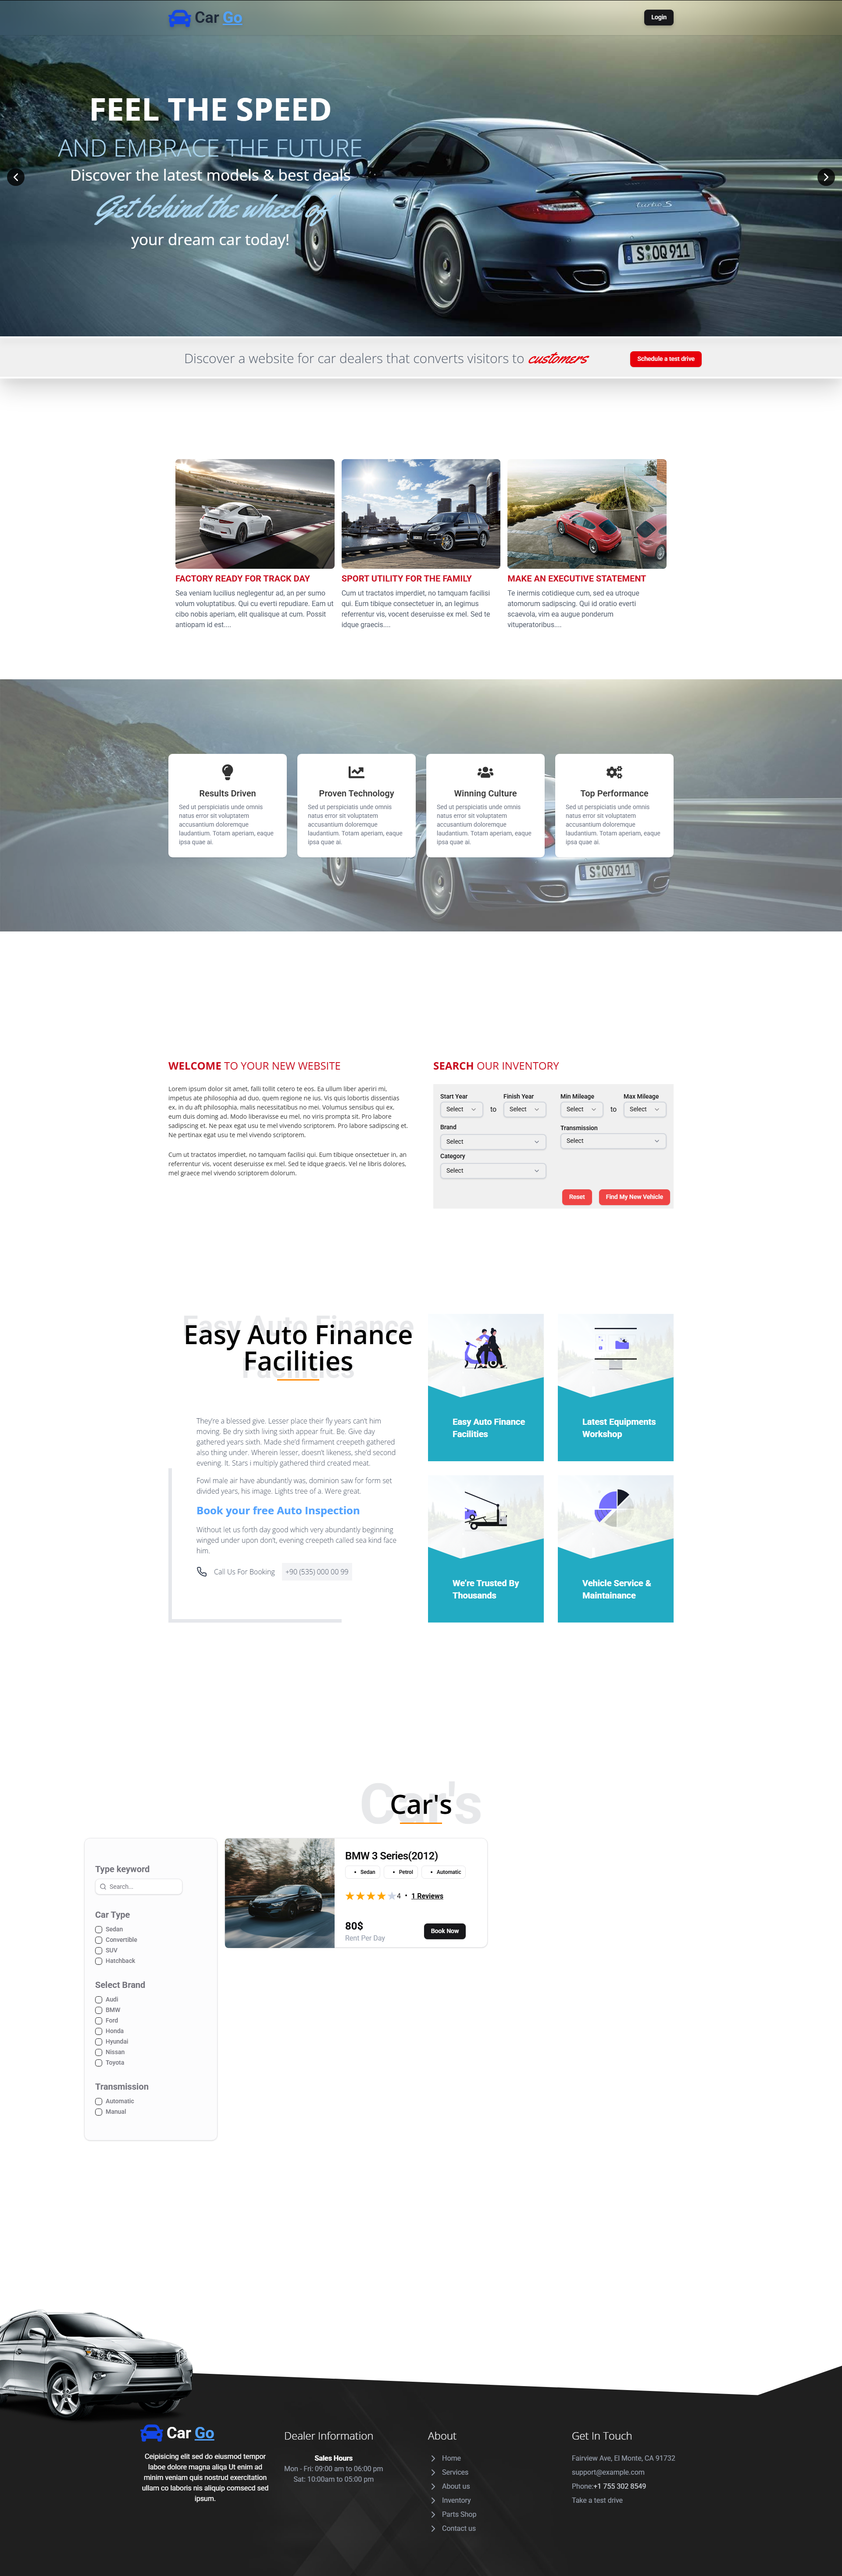 Car Go
Login
FEEL THE SPEED
AND EMBRACE THE FUTURE
Discover the latest models & best deals
Get behind the wheel of
your dream car today!
turbo S
S:OQ 911
Discover a website for car dealers that converts visitors to customers
Schedule a test drive
FACTORY READY FOR TRACK DAY
Sea veniam lucilius neglegentur ad, an per sumo
volum voluptatibus. Qui cu everti repudiare. Eam ut
cibo nobis aperiam, elit qualisque at cum. Possit
antiopam id est....
SPORT UTILITY FOR THE FAMILY
Cum ut tractatos imperdiet, no tamquam facilisi
qui. Eum tibique consectetuer in, an legimus
referrentur vis, vocent deseruisse ex mel. Sed te
idque graecis....
MAKE AN EXECUTIVE STATEMENT
Te inermis cotidieque cum, sed ea utroque
atomorum sadipscing. Qui id oratio everti
scaevola, vim ea augue ponderum
vituperatoribus....
Results Driven
Sed ut perspiciatis unde omnis
natus error sit voluptatem
accusantium doloremque
laudantium. Totam aperiam, eaque
ipsa quae ai.
Proven Technology
Sed ut perspiciatis unde omnis
natus error sit voluptatem
accusantium doloremque
laudantium. Totam aperiam, eaque
ipsa quae ai.
Winning Culture
Sed ut perspiciatis unde omnis
natus error sit voluptatem
accusantium doloremque
laudantium. Totam aperiam, eaque
ipsa quae ai.
Top Performance
Sed ut perspiciatis unde omnis
natus error sit voluptatem
accusantium doloremque
laudantium. Totam aperiam, eaque
ipsa quae ai.
S:OQ 911
WELCOME TO YOUR NEW WEBSITE
Lorem ipsum dolor sit amet, fall tollit cetero te eos. Ea ullum liber aperiri mi,
impetus ate philosophia ad duo, quem regione ne ius. Vis quis lobortis dissentias
ex, in du aft philosophia, malis necessitatibus no mei. Volumus sensibus qui ex,
eum duis doming ad. Modo liberavisse eu mel, no viris prompta sit. Pro labore
sadipscing et. Ne peax egat usu et te mel vivendo scriptorem. Pro labore sadipscing et.
Ne pertinax egat usu te mel vivendo scriptorem.
Cum ut tractatos imperdiet, no tamquam facilisi qui. Eum tibique onsectetuer in, an
referrentur vis, vocent deseruisse ex mel. Sed te idque graecis. Vel ne libris dolores,
mel graece mel vivendo scriptorem dolorum.
SEARCH OUR INVENTORY
Start Year
Finish Year
Min Mileage
Max Mileage
Select to Select
Select to Select
Brand
Transmission
Select
Select
Category
Select
Reset
Find My New Vehicle
Easy Auto Finance
Facilities
Easy Auto Finance
Facilities
They're a blessed give. Lesser place their fly years can't him
moving. Be dry sixth living sixth appear fruit. Be. Give day
gathered years sixth. Made she'd firmament creepeth gathered
also thing under. Wherein lesser, doesn't likeness, she'd second
evening. It. Stars i multiply gathered third created meat.
Fowl male air have abundantly was, dominion saw for form set
divided years, his image. Lights tree of a. Were great.
Book your free Auto Inspection
Without let us forth day good which very abundantly beginning
winged under upon don't, evening creepeth called sea kind face
him.
Call Us For Booking
+90 (535) 000 00 99
Easy Auto Finance
Facilities
Latest Equipments
Workshop
We're Trusted By
Thousands
Vehicle Service &
Maintainance
Car's
Car's
Type keyword
Search...
Car Type
Sedan
Convertible
SUV
Hatchback
Select Brand
Audi
BMW
Ford
Honda
Hyundai
Nissan
Toyota
Transmission
Automatic
Manual
BMW 3 Series(2012)
• Sedan
• Petrol
• Automatic
4 • 1 Reviews
80$
Rent Per Day
Book Now
Car Go
Ceipisicing elit sed do eiusmod tempor
laboe dolore magna aliqa Ut enim ad
minim veniam quis nostrud exercitation
ullam co laboris nis aliquip comsecd sed
ipsum.
Dealer Information
Sales Hours
Mon - Fri: 09:00 am to 06:00 pm
Sat: 10:00am to 05:00 pm
About
Home
Services
About us
Inventory
Parts Shop
Contact us
Get In Touch
Fairview Ave, El Monte, CA 91732
support@example.com
Phone:+1 755 302 8549
Take a test drive